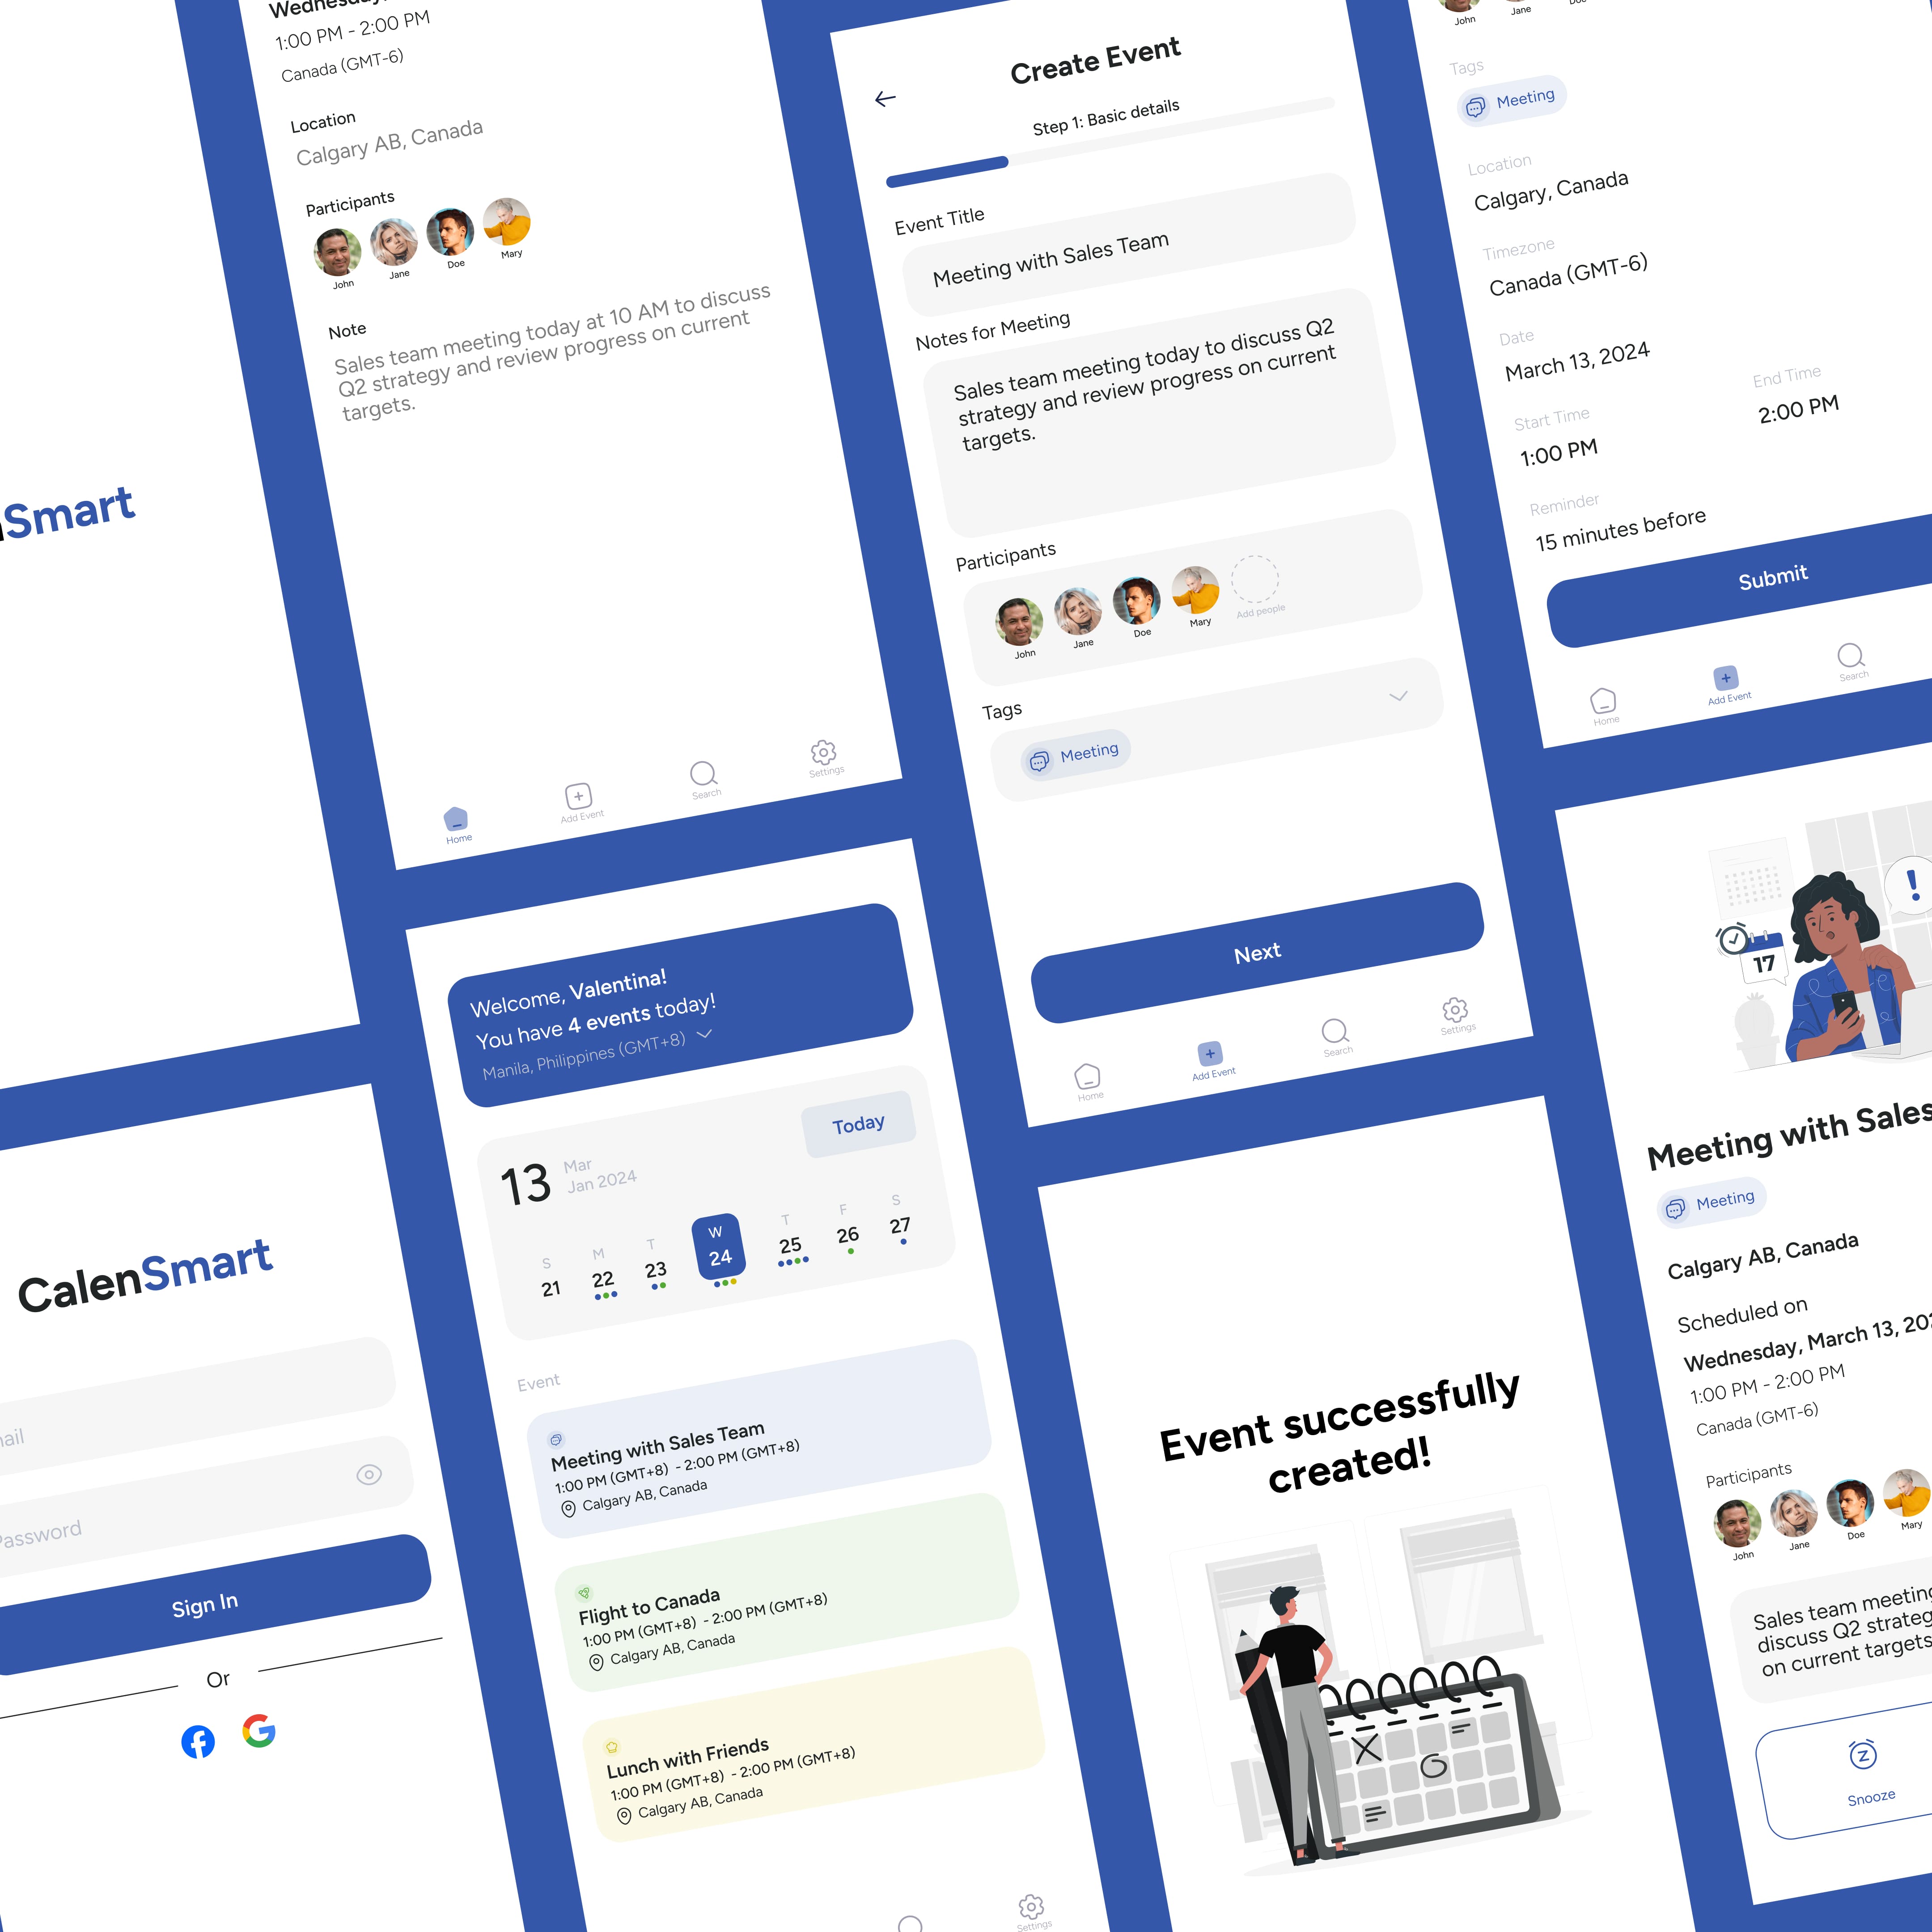 Smart
Wednesday,
1:00 PM - 2:00 PM
Canada (GMT-6)
Location
Calgary AB, Canada
Participants
John
Jane
Doe
Mary
Note
Sales team meeting today at 10 AM to discuss
Q2 strategy and review progress on current
targets.
Home
Add Event
Search
Settings
Create Event
Step 1: Basic details
Event Title
Meeting with Sales Team
Notes for Meeting
Sales team meeting today to discuss Q2
strategy and review progress on current
targets.
Participants
John
Jane
Doe
Mary
Add people
Tags
Meeting
Next
Home
Add Event
Search
Settings
John
Jane
Doe
Tags
Meeting
Location
Calgary, Canada
Timezone
Canada (GMT-6)
Date
March 13, 2024
Start Time
End Time
1:00 PM
2:00 PM
Reminder
15 minutes before
Submit
Home
Add Event
Search
CalenSmart
Password
Sign In
Or
Welcome, Valentina!
You have 4 events today!
Manila, Philippines (GMT+8)
Today
13
Mar
Jan 2024
S M T W T F S
21 22 23 24 25 26 27
Event
Meeting with Sales Team
1:00 PM (GMT+8) - 2:00 PM (GMT+8)
Calgary AB, Canada
Flight to Canada
1:00 PM (GMT+8) - 2:00 PM (GMT+8)
Calgary AB, Canada
Lunch with Friends
1:00 PM (GMT+8) - 2:00 PM (GMT+8)
Calgary AB, Canada
Settings
Event successfully
created!
17
!
Meeting with Sales
Meeting
Calgary AB, Canada
Scheduled on
Wednesday, March 13,
1:00 PM - 2:00 PM
Canada (GMT-6)
Participants
John
Jane
Doe
Mary
Sales team meeting
discuss Q2 strateg
on current targets
Z
Snooze